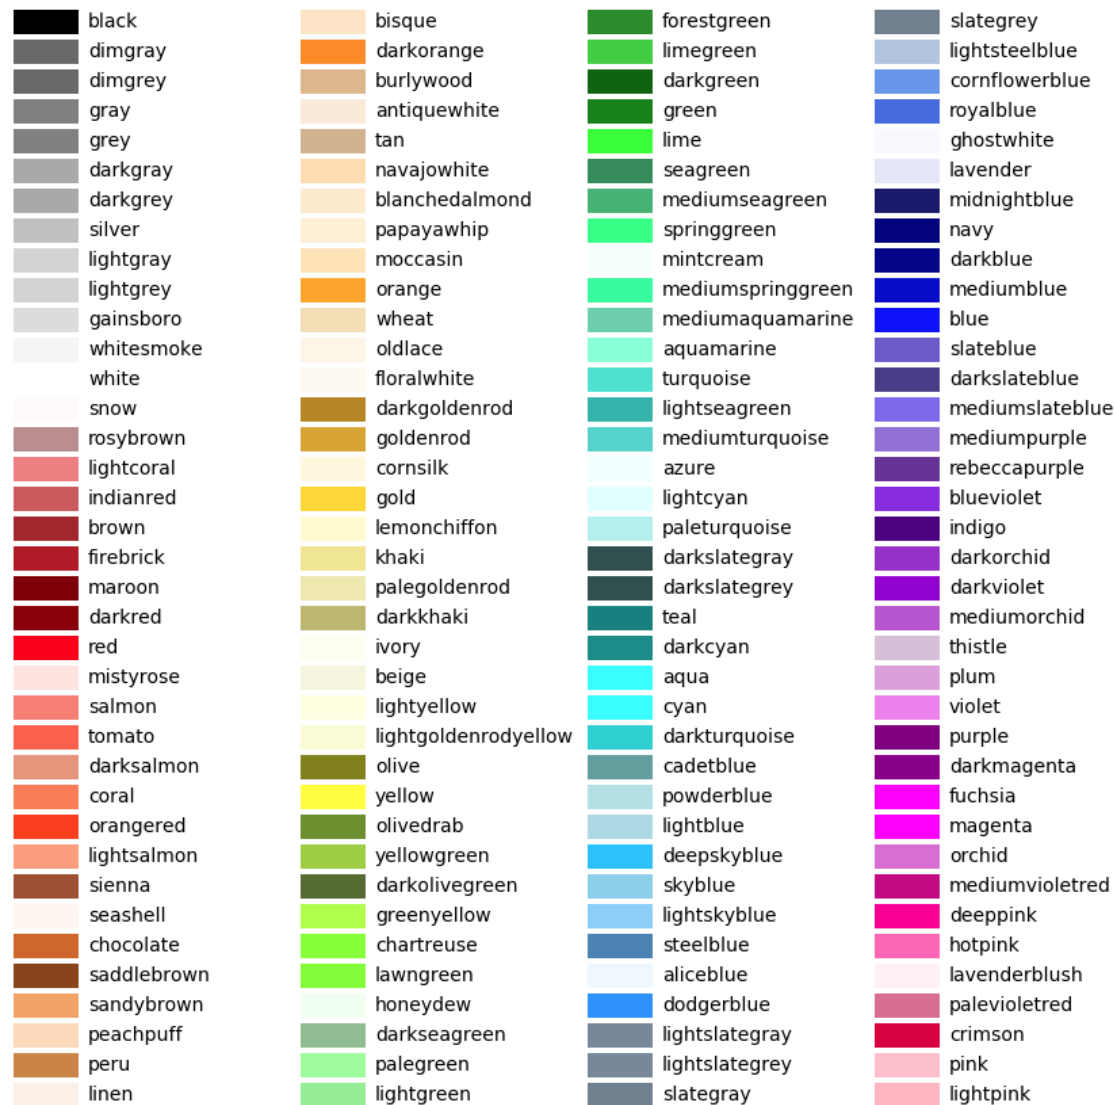 black
dimgray
dimgrey
gray
grey
darkgray
darkgrey
silver
lightgray
lightgrey
gainsboro
whitesmoke
white
snow
rosybrown
lightcoral
indianred
brown
firebrick
maroon
darkred
red
mistyrose
salmon
tomato
darksalmon
coral
orangered
lightsalmon
sienna
seashell
chocolate
saddlebrown
sandybrown
peachpuff
peru
linen
bisque
darkorange
burlywood
antiquewhite
tan
navajowhite
blanchedalmond
papayawhip
moccasin
orange
wheat
oldlace
floralwhite
darkgoldenrod
goldenrod
cornsilk
gold
lemonchiffon
khaki
palegoldenrod
darkkhaki
ivory
beige
lightyellow
lightgoldenrodyellow
olive
yellow
olivedrab
yellowgreen
darkolivegreen
greenyellow
chartreuse
lawngreen
honeydew
darkseagreen
palegreen
lightgreen
forestgreen
limegreen
darkgreen
green
lime
seagreen
mediumseagreen
springgreen
mintcream
mediumspringgreen
mediumaquamarine
aquamarine
turquoise
lightseagreen
mediumturquoise
azure
lightcyan
paleturquoise
darkslategray
darkslategrey
teal
darkcyan
aqua
cyan
darkturquoise
cadetblue
powderblue
lightblue
deepskyblue
skyblue
lightskyblue
steelblue
aliceblue
dodgerblue
lightslategray
lightslategrey
slategray
slategrey
lightsteelblue
cornflowerblue
royalblue
ghostwhite
lavender
midnightblue
navy
darkblue
mediumblue
blue
slateblue
darkslateblue
mediumslateblue
mediumpurple
rebeccapurple
blueviolet
indigo
darkorchid
darkviolet
mediumorchid
thistle
plum
violet
purple
darkmagenta
fuchsia
magenta
orchid
mediumvioletred
deeppink
hotpink
lavenderblush
palevioletred
crimson
pink
lightpink